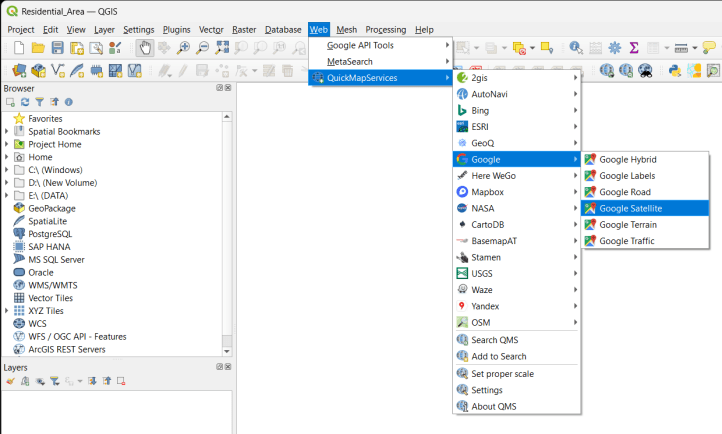 Residential_Area — QGIS
Project Edit View Layer Settings Plugins Vector Raster Database Web Mesh Processing Help
Google API Tools
MetaSearch
QuickMapServices
2gis
AutoNavi
Bing
ESRI
GeoQ
Google
Here WeGo
Mapbox
NASA
CartoDB
BasemapAT
Stamen
USGS
Waze
Yandex
OSM
Search QMS
Add to Search
Set proper scale
Settings
About QMS
Google Hybrid
Google Labels
Google Road
Google Satellite
Google Terrain
Google Traffic
Browser
Favorites
Spatial Bookmarks
Project Home
Home
C:\ (Windows)
D:\ (New Volume)
E:\ (DATA)
GeoPackage
SpatiaLite
PostgreSQL
SAP HANA
MS SQL Server
Oracle
WMS/WMTS
Vector Tiles
XYZ Tiles
WCS
WFS / OGC API - Features
ArcGIS REST Servers
Layers